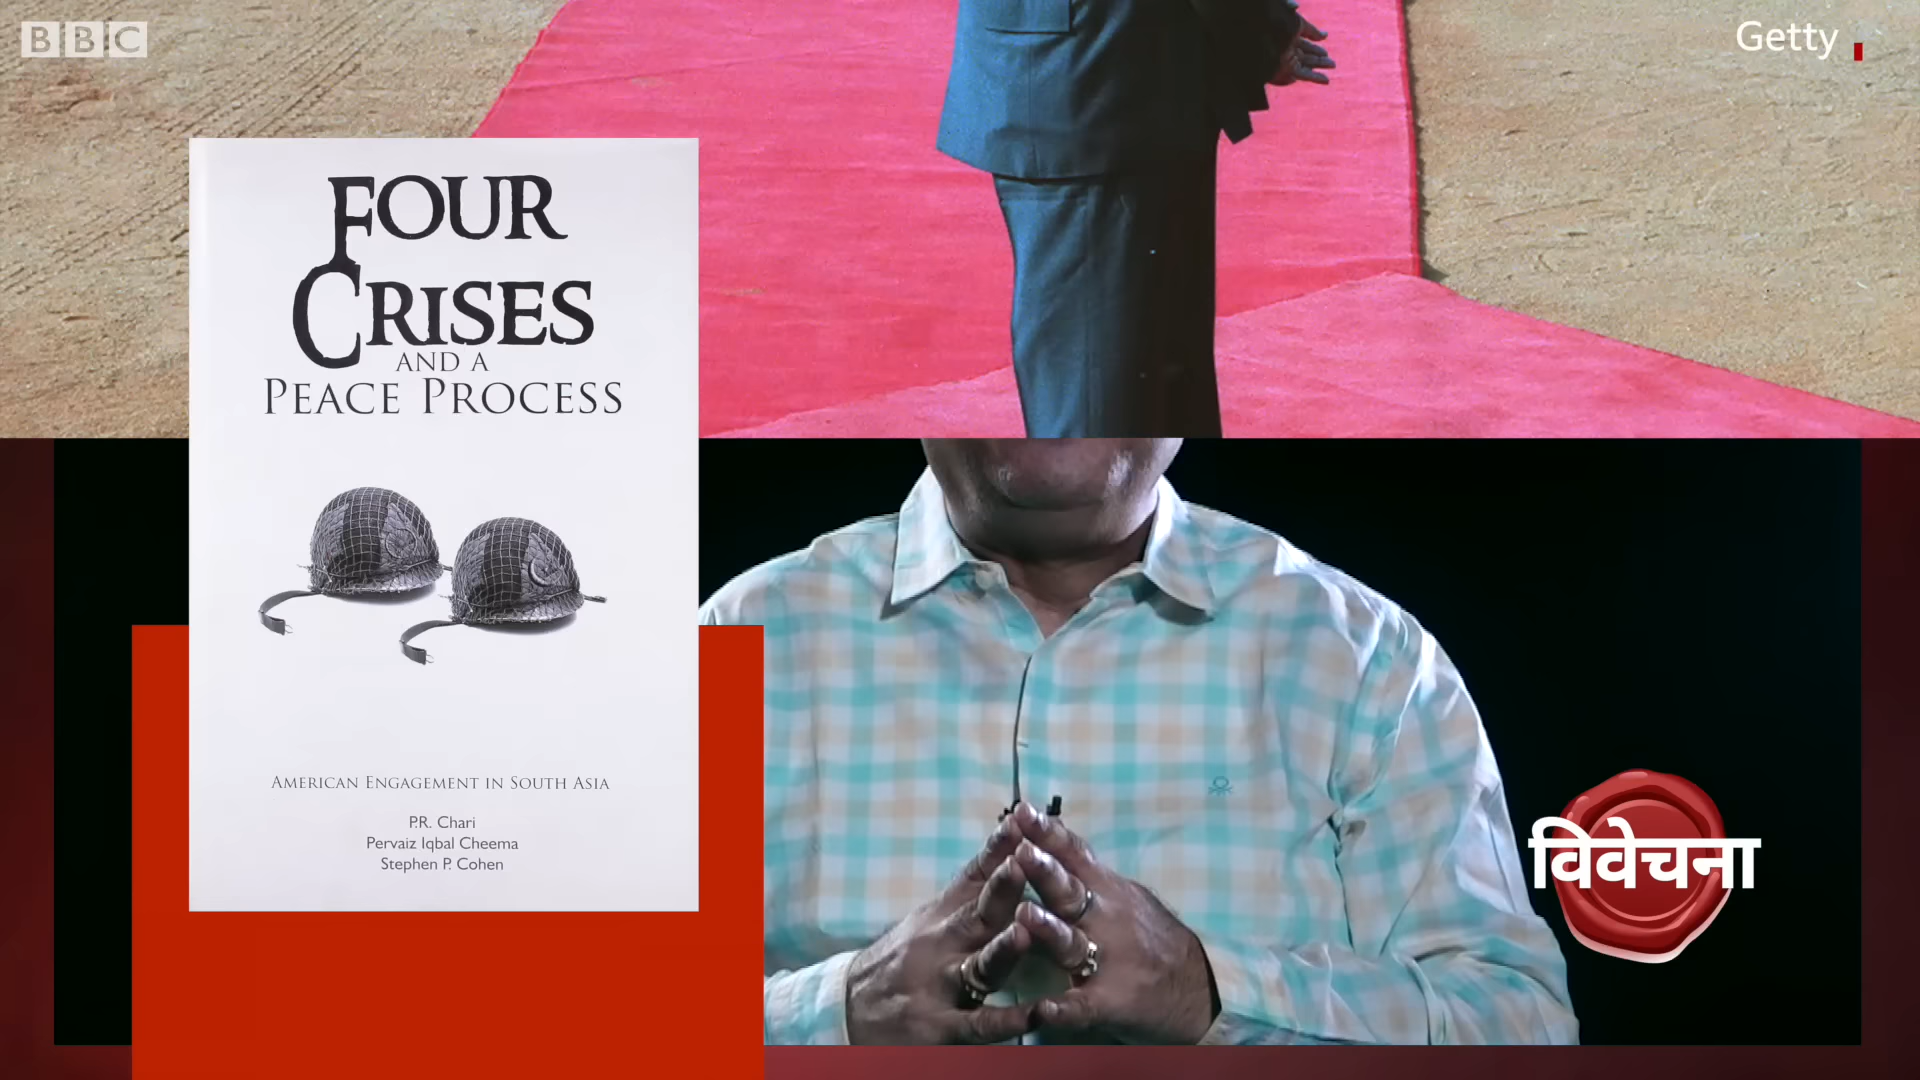 BBC
Getty
FOUR
CRISES
AND A
PEACE PROCESS
AMERICAN ENGAGEMENT IN SOUTH ASIA
P.R. Chari
Pervaiz Iqbal Cheema
Stephen P. Cohen
विवेचना